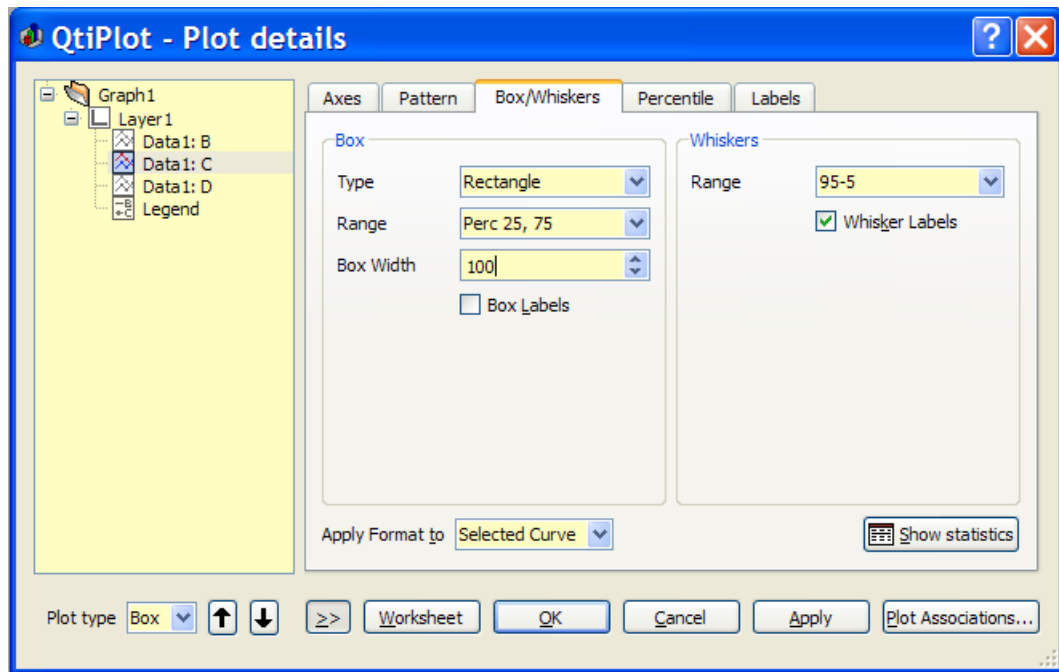 QtiPlot - Plot details
Graph1
Layer1
Data1: B
Data1: C
Data1: D
Legend
Axes Pattern Box/Whiskers Percentile Labels
Box
Type Rectangle
Range Perc 25, 75
Box Width 100
Box Labels
Whiskers
Range 95-5
Whisker Labels
Apply Format to Selected Curve Show statistics
Plot type Box >> Worksheet OK Cancel Apply Plot Associations...